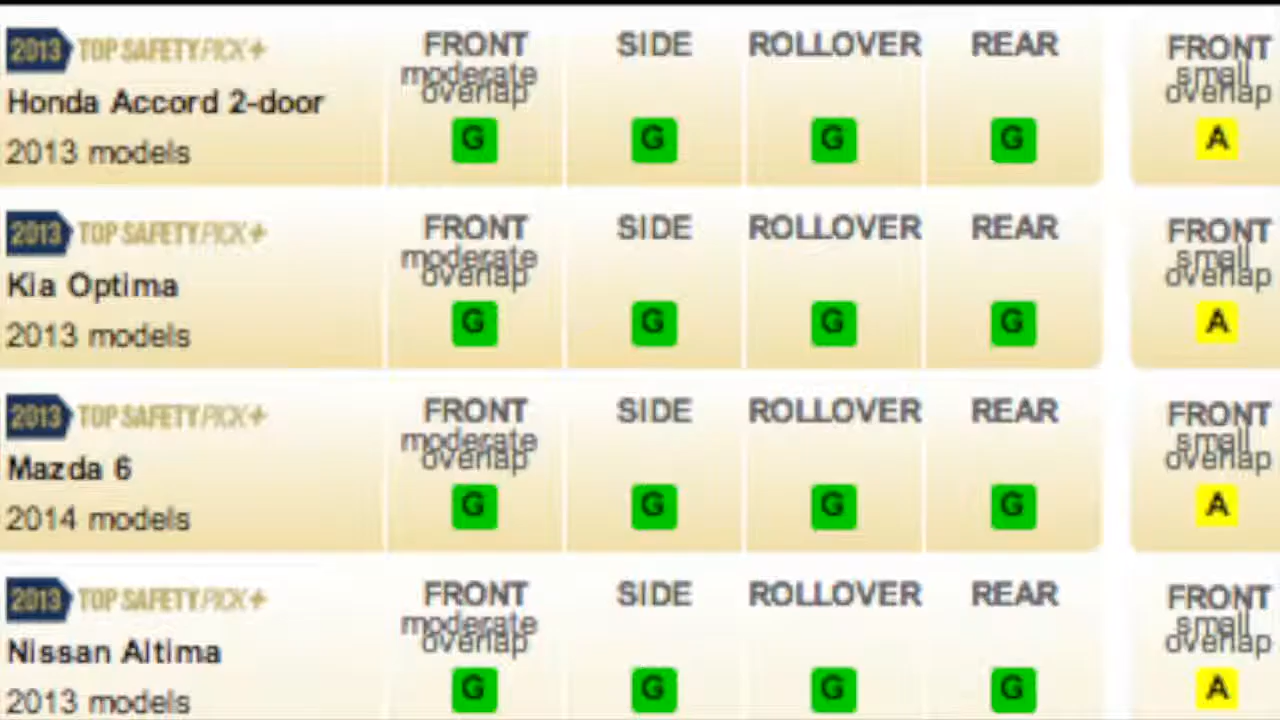 2013 TOP SAFETY PICK+ FRONT SIDE ROLLOVER REAR FRONT
moderate small
overlap overlap
Honda Accord 2-door
G G G G A
2013 models
2013 TOP SAFETY PICK+ FRONT SIDE ROLLOVER REAR FRONT
moderate small
overlap overlap
Kia Optima
G G G G A
2013 models
2013 TOP SAFETY PICK+ FRONT SIDE ROLLOVER REAR FRONT
moderate small
overlap overlap
Mazda 6
G G G G A
2014 models
2013 TOP SAFETY PICK+ FRONT SIDE ROLLOVER REAR FRONT
moderate small
overlap overlap
Nissan Altima
G G G G A
2013 models